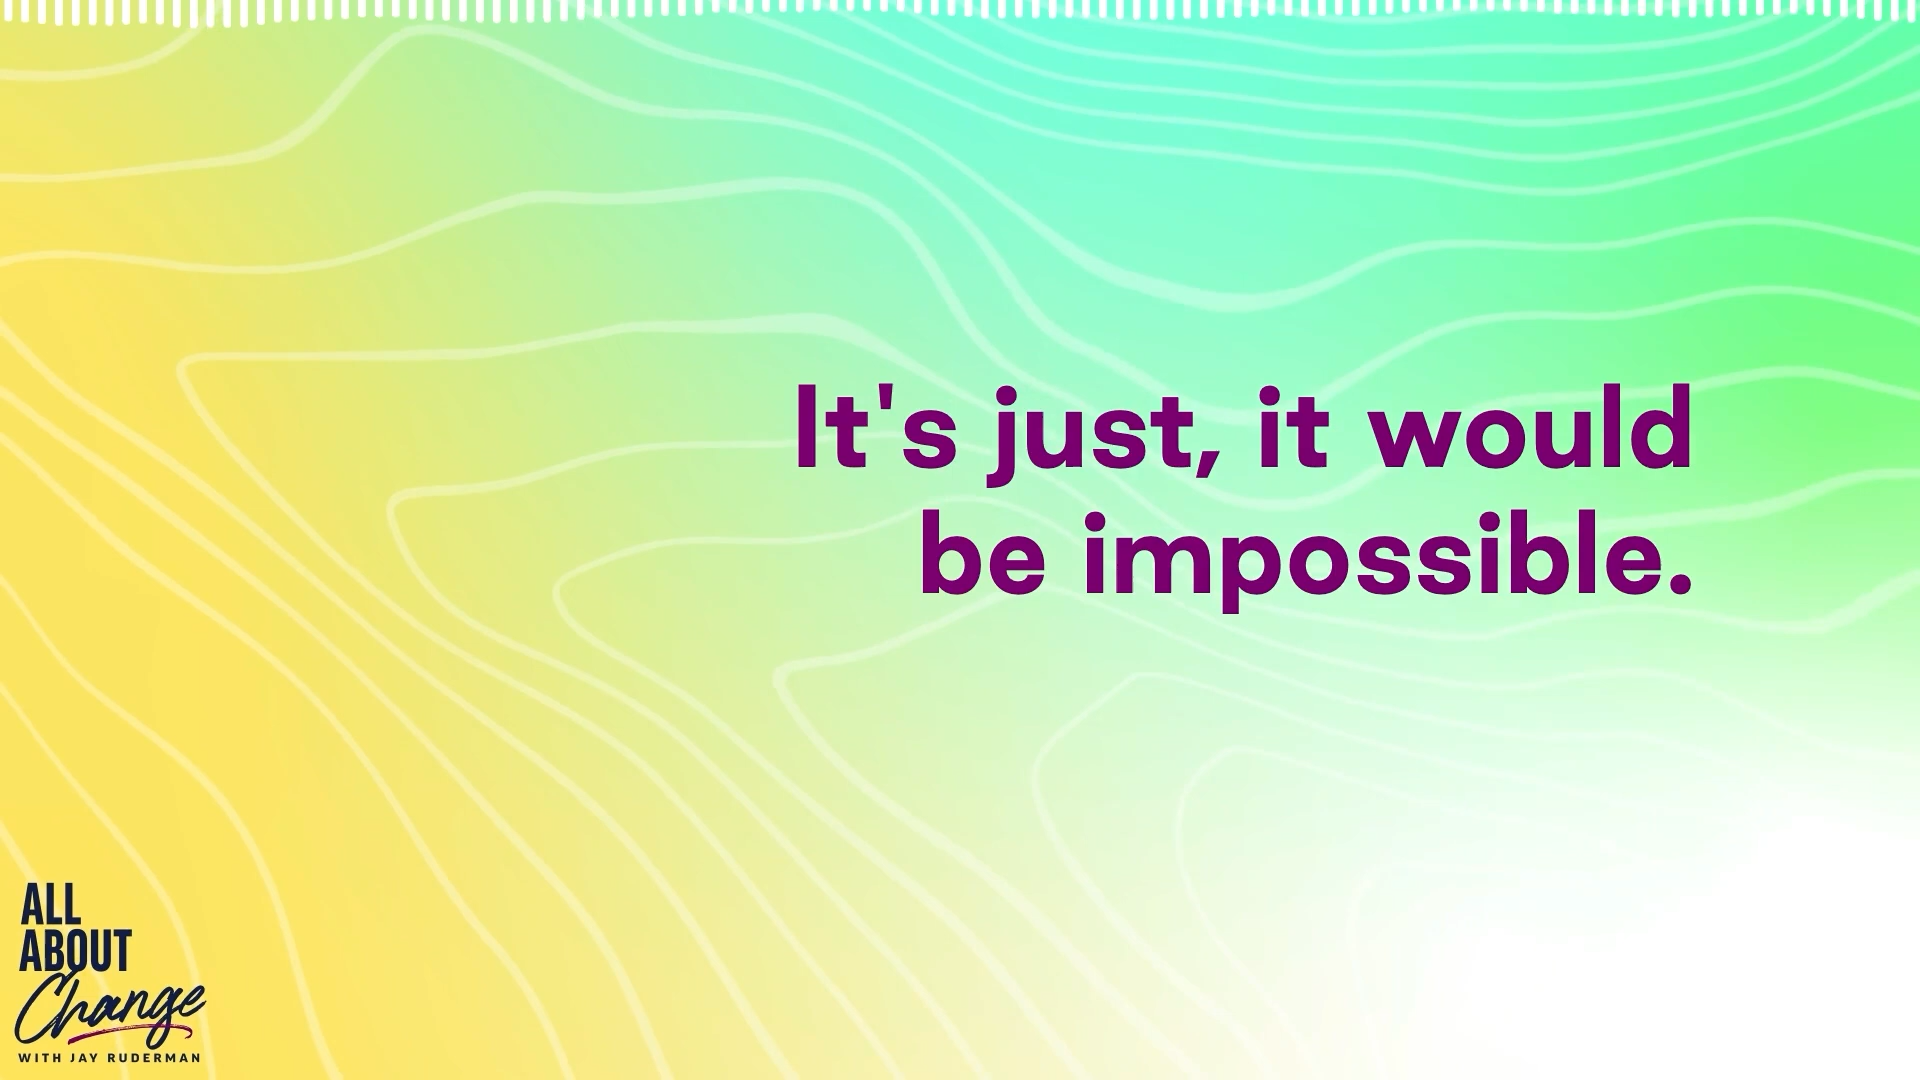 It's just, it would
be impossible.
ALL
ABOUT
Change
WITH JAY RUDERMAN